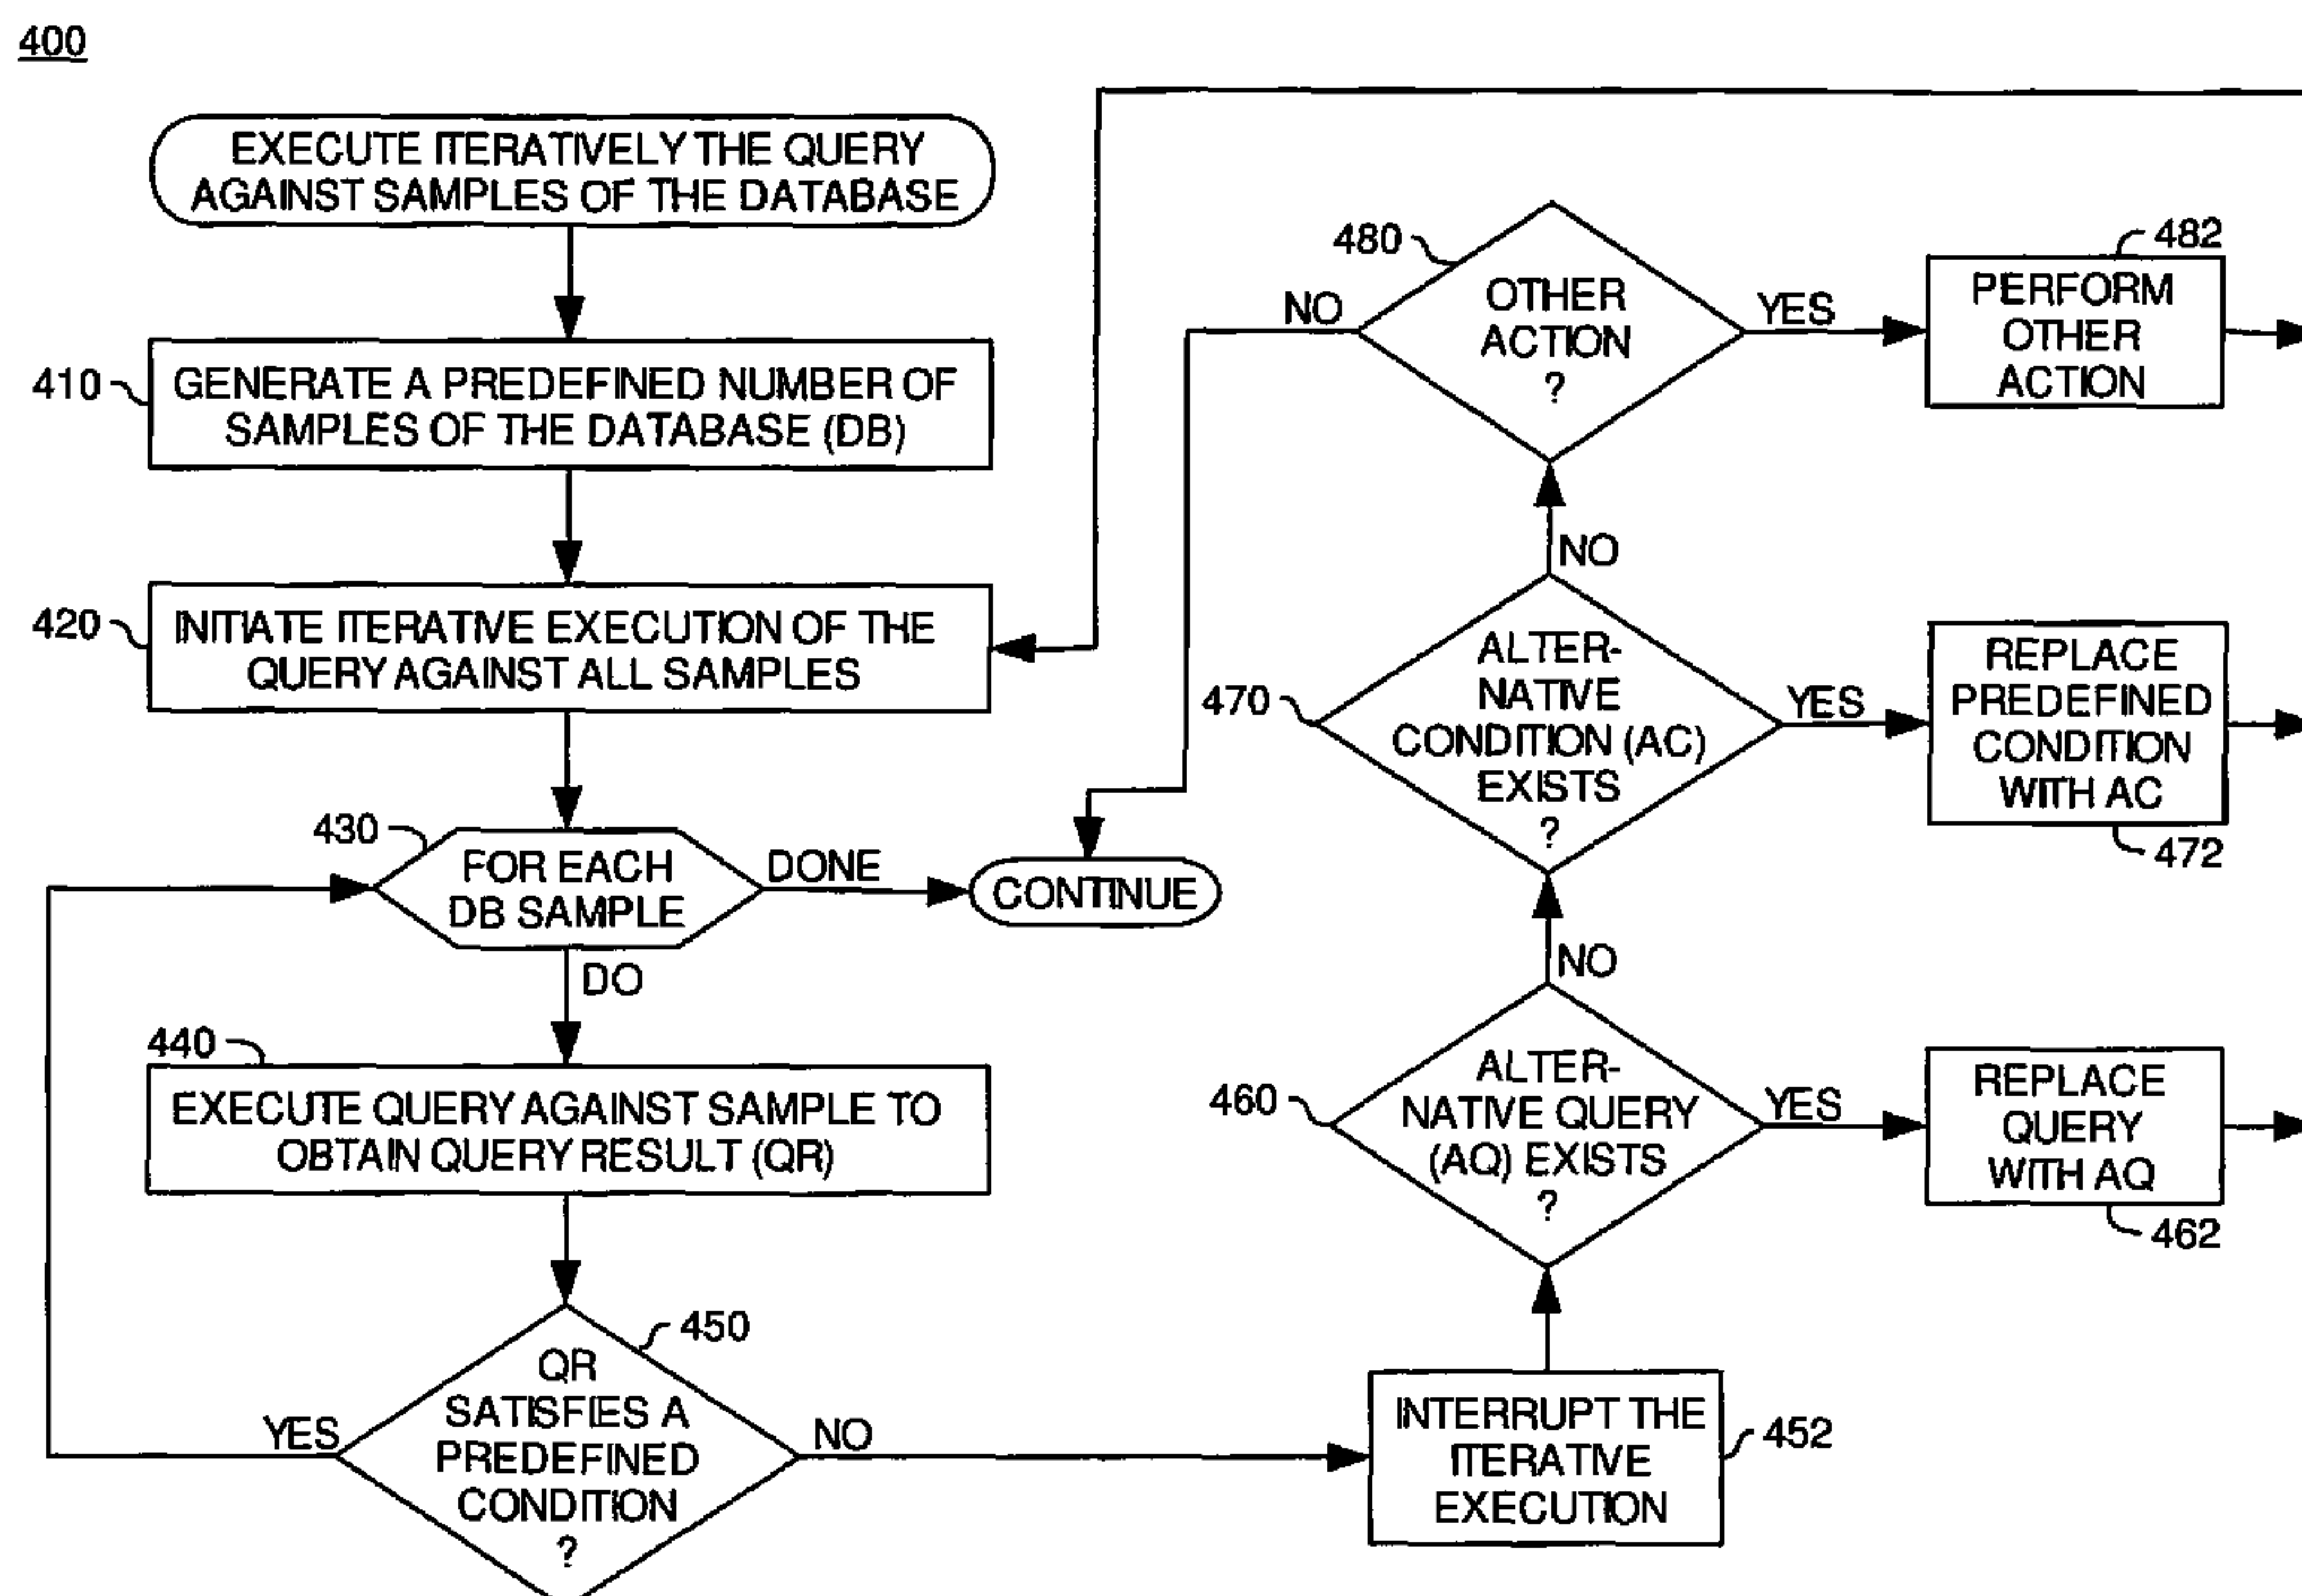 400
EXECUTE ITERATIVELY THE QUERY
AGAINST SAMPLES OF THE DATABASE
410
GENERATE A PREDEFINED NUMBER OF
SAMPLES OF THE DATABASE (DB)
420
INITIATE ITERATIVE EXECUTION OF THE
QUERY AGAINST ALL SAMPLES
430
FOR EACH
DB SAMPLE
DONE
CONTINUE
DO
440
EXECUTE QUERY AGAINST SAMPLE TO
OBTAIN QUERY RESULT (QR)
450
QR
SATISFIES A
PREDEFINED
CONDITION
?
YES
NO
INTERRUPT THE
ITERATIVE
EXECUTION
452
460
ALTER-
NATIVE QUERY
(AQ) EXISTS
?
YES
REPLACE
QUERY
WITH AQ
462
NO
470
ALTER-
NATIVE
CONDITION (AC)
EXISTS
?
YES
REPLACE
PREDEFINED
CONDITION
WITH AC
472
NO
480
OTHER
ACTION
?
NO
YES
482
PERFORM
OTHER
ACTION